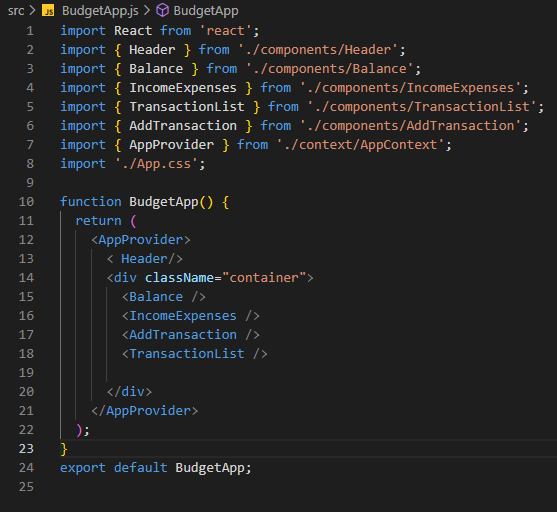 src > JS BudgetApp.js > BudgetApp
1 import React from 'react';
2 import { Header } from './components/Header';
3 import { Balance } from './components/Balance';
4 import { IncomeExpenses } from './components/IncomeExpenses';
5 import { TransactionList } from './components/TransactionList';
6 import { AddTransaction } from './components/AddTransaction';
7 import { AppProvider } from './context/AppContext';
8 import './App.css';
9
10 function BudgetApp() {
11   return (
12     <AppProvider>
13       < Header/>
14       <div className="container">
15         <Balance />
16         <IncomeExpenses />
17         <AddTransaction />
18         <TransactionList />
19
20       </div>
21     </AppProvider>
22   );
23 }
24 export default BudgetApp;
25